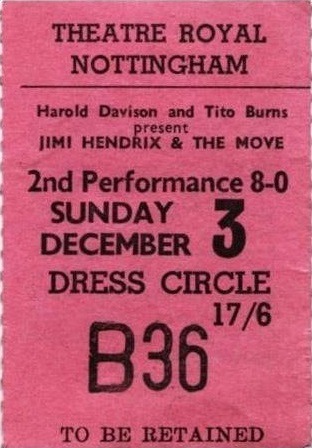 THEATRE ROYAL
NOTTINGHAM
Harold Davison and Tito Burns
present
JIMI HENDRIX & THE MOVE
2nd Performance 8-0
SUNDAY
DECEMBER 3
DRESS CIRCLE
17/6
B36
TO BE RETAINED